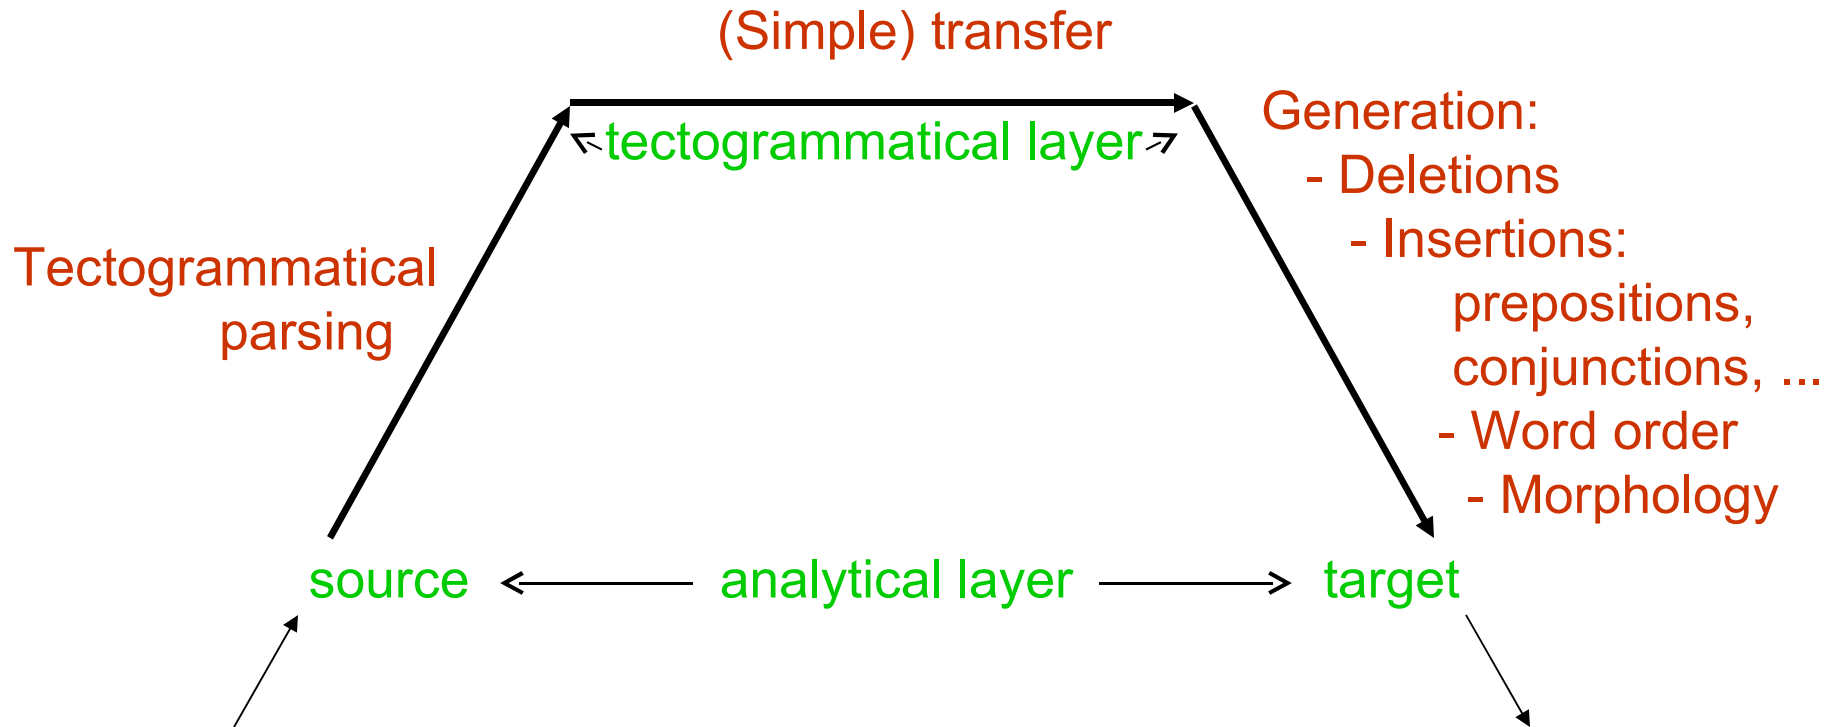 (Simple) transfer
tectogrammatical layer
Generation:
- Deletions
- Insertions:
prepositions,
conjunctions, ...
- Word order
- Morphology
Tectogrammatical
parsing
source
analytical layer
target